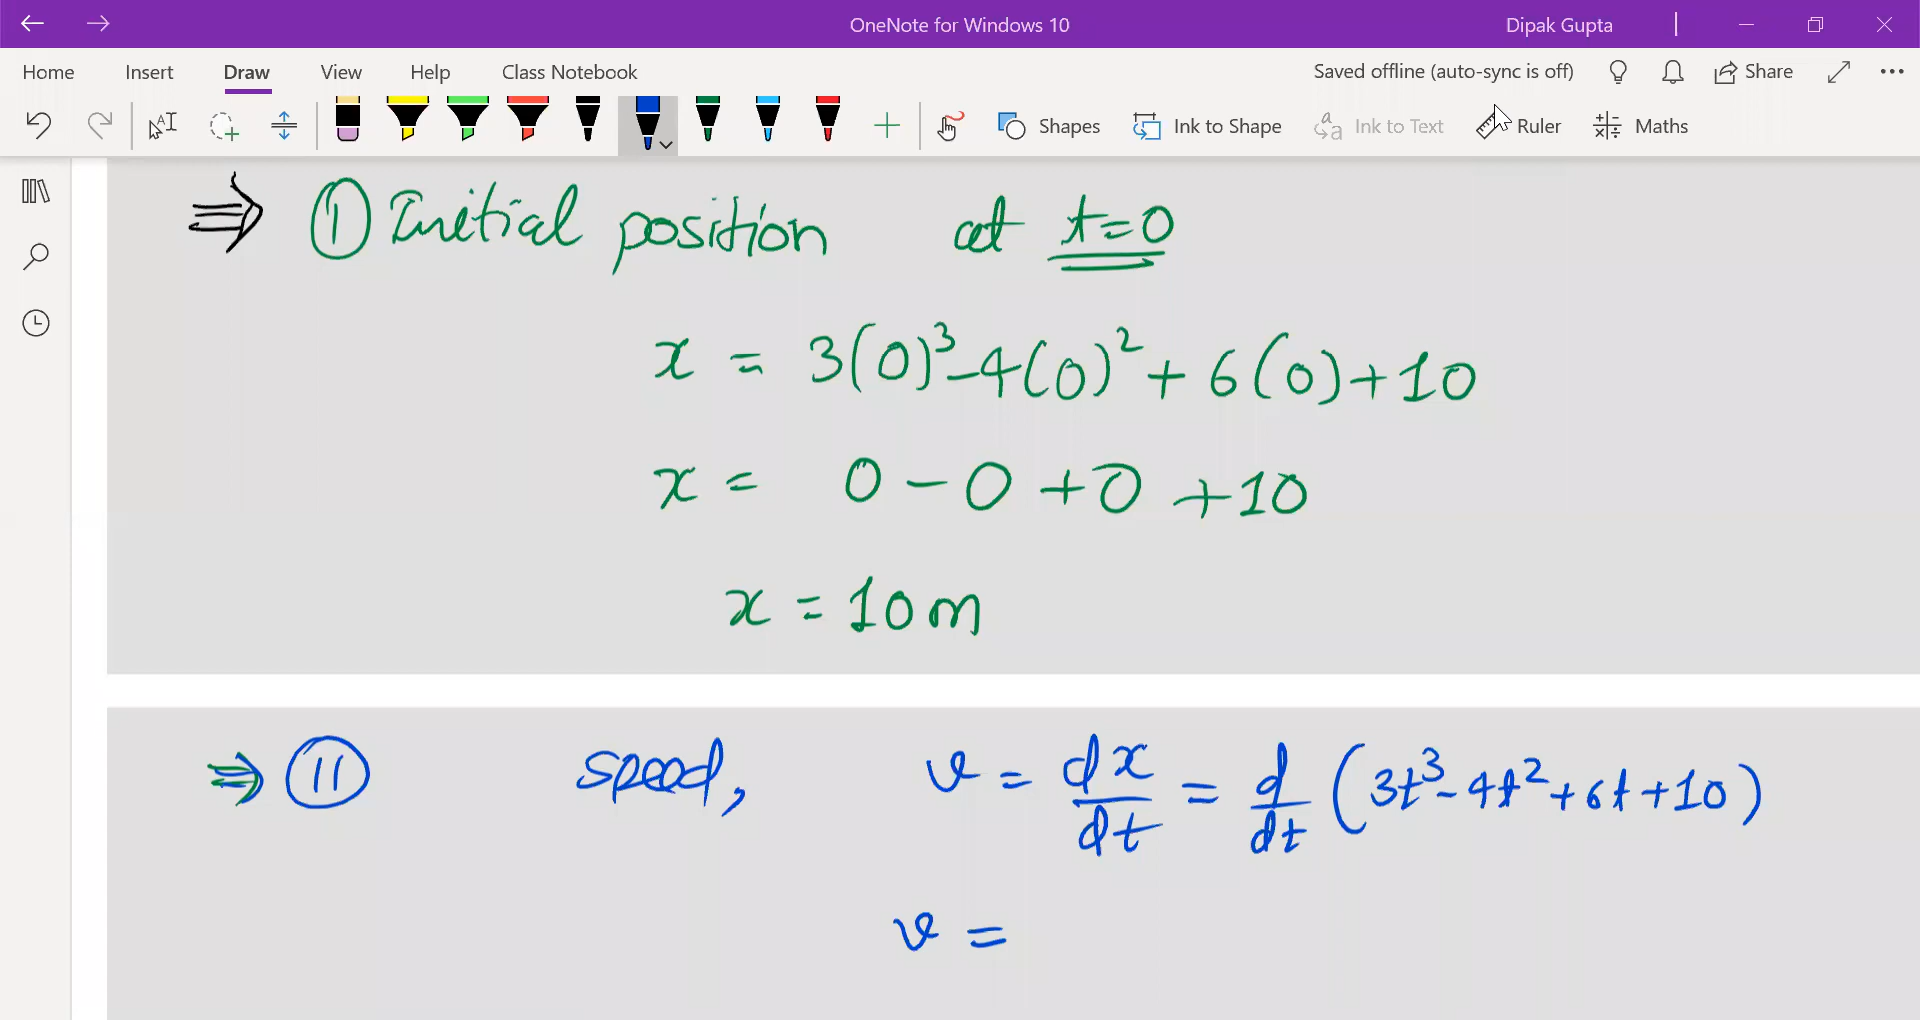 OneNote for Windows 10
Dipak Gupta
Home Insert Draw View Help Class Notebook
Saved offline (auto-sync is off) Share
Shapes Ink to Shape Ink to Text Ruler Maths
⇒ ① Initial position at t=0
x = 3(0)³-4(0)²+6(0)+10
x = 0-0+0+10
x = 10m
⇒ (II) speed, v = dx/dt = d/dt (3t³-4t²+6t+10)
v =